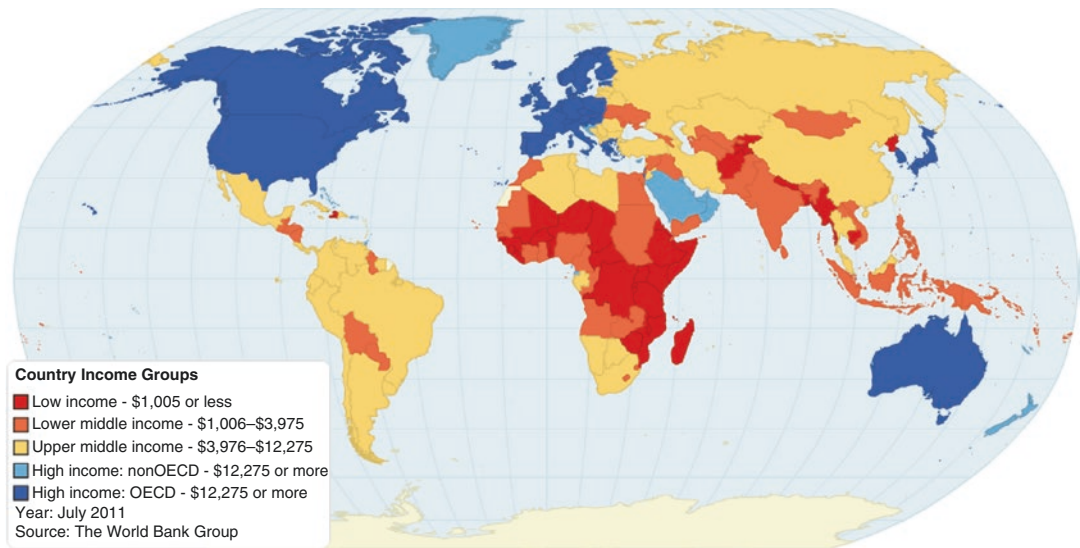 Country Income Groups
Low income - $1,005 or less
Lower middle income - $1,006–$3,975
Upper middle income - $3,976–$12,275
High income: nonOECD - $12,275 or more
High income: OECD - $12,275 or more
Year: July 2011
Source: The World Bank Group